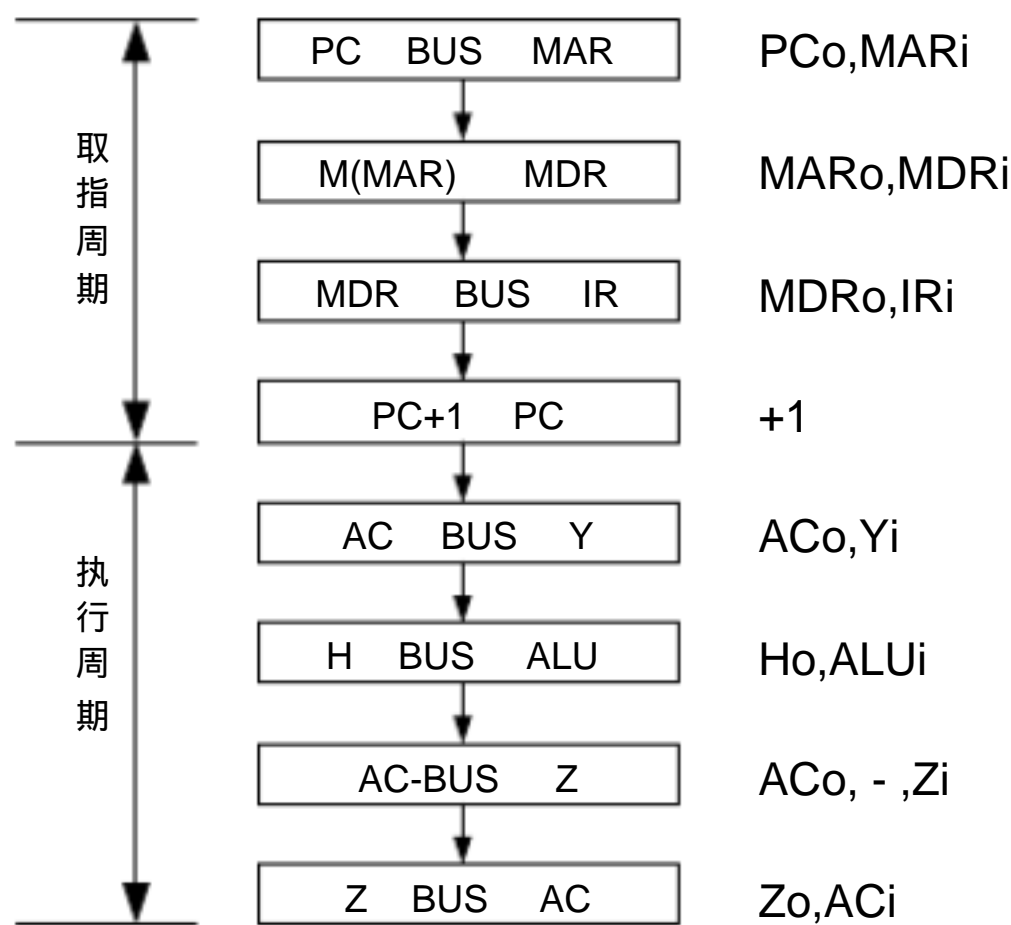 PC BUS MAR PCo,MARi
M(MAR) MDR MARo,MDRi
MDR BUS IR MDRo,IRi
PC+1 PC +1
取指周期
AC BUS Y ACo,Yi
H BUS ALU Ho,ALUi
AC-BUS Z ACo, - ,Zi
Z BUS AC Zo,ACi
执行周期